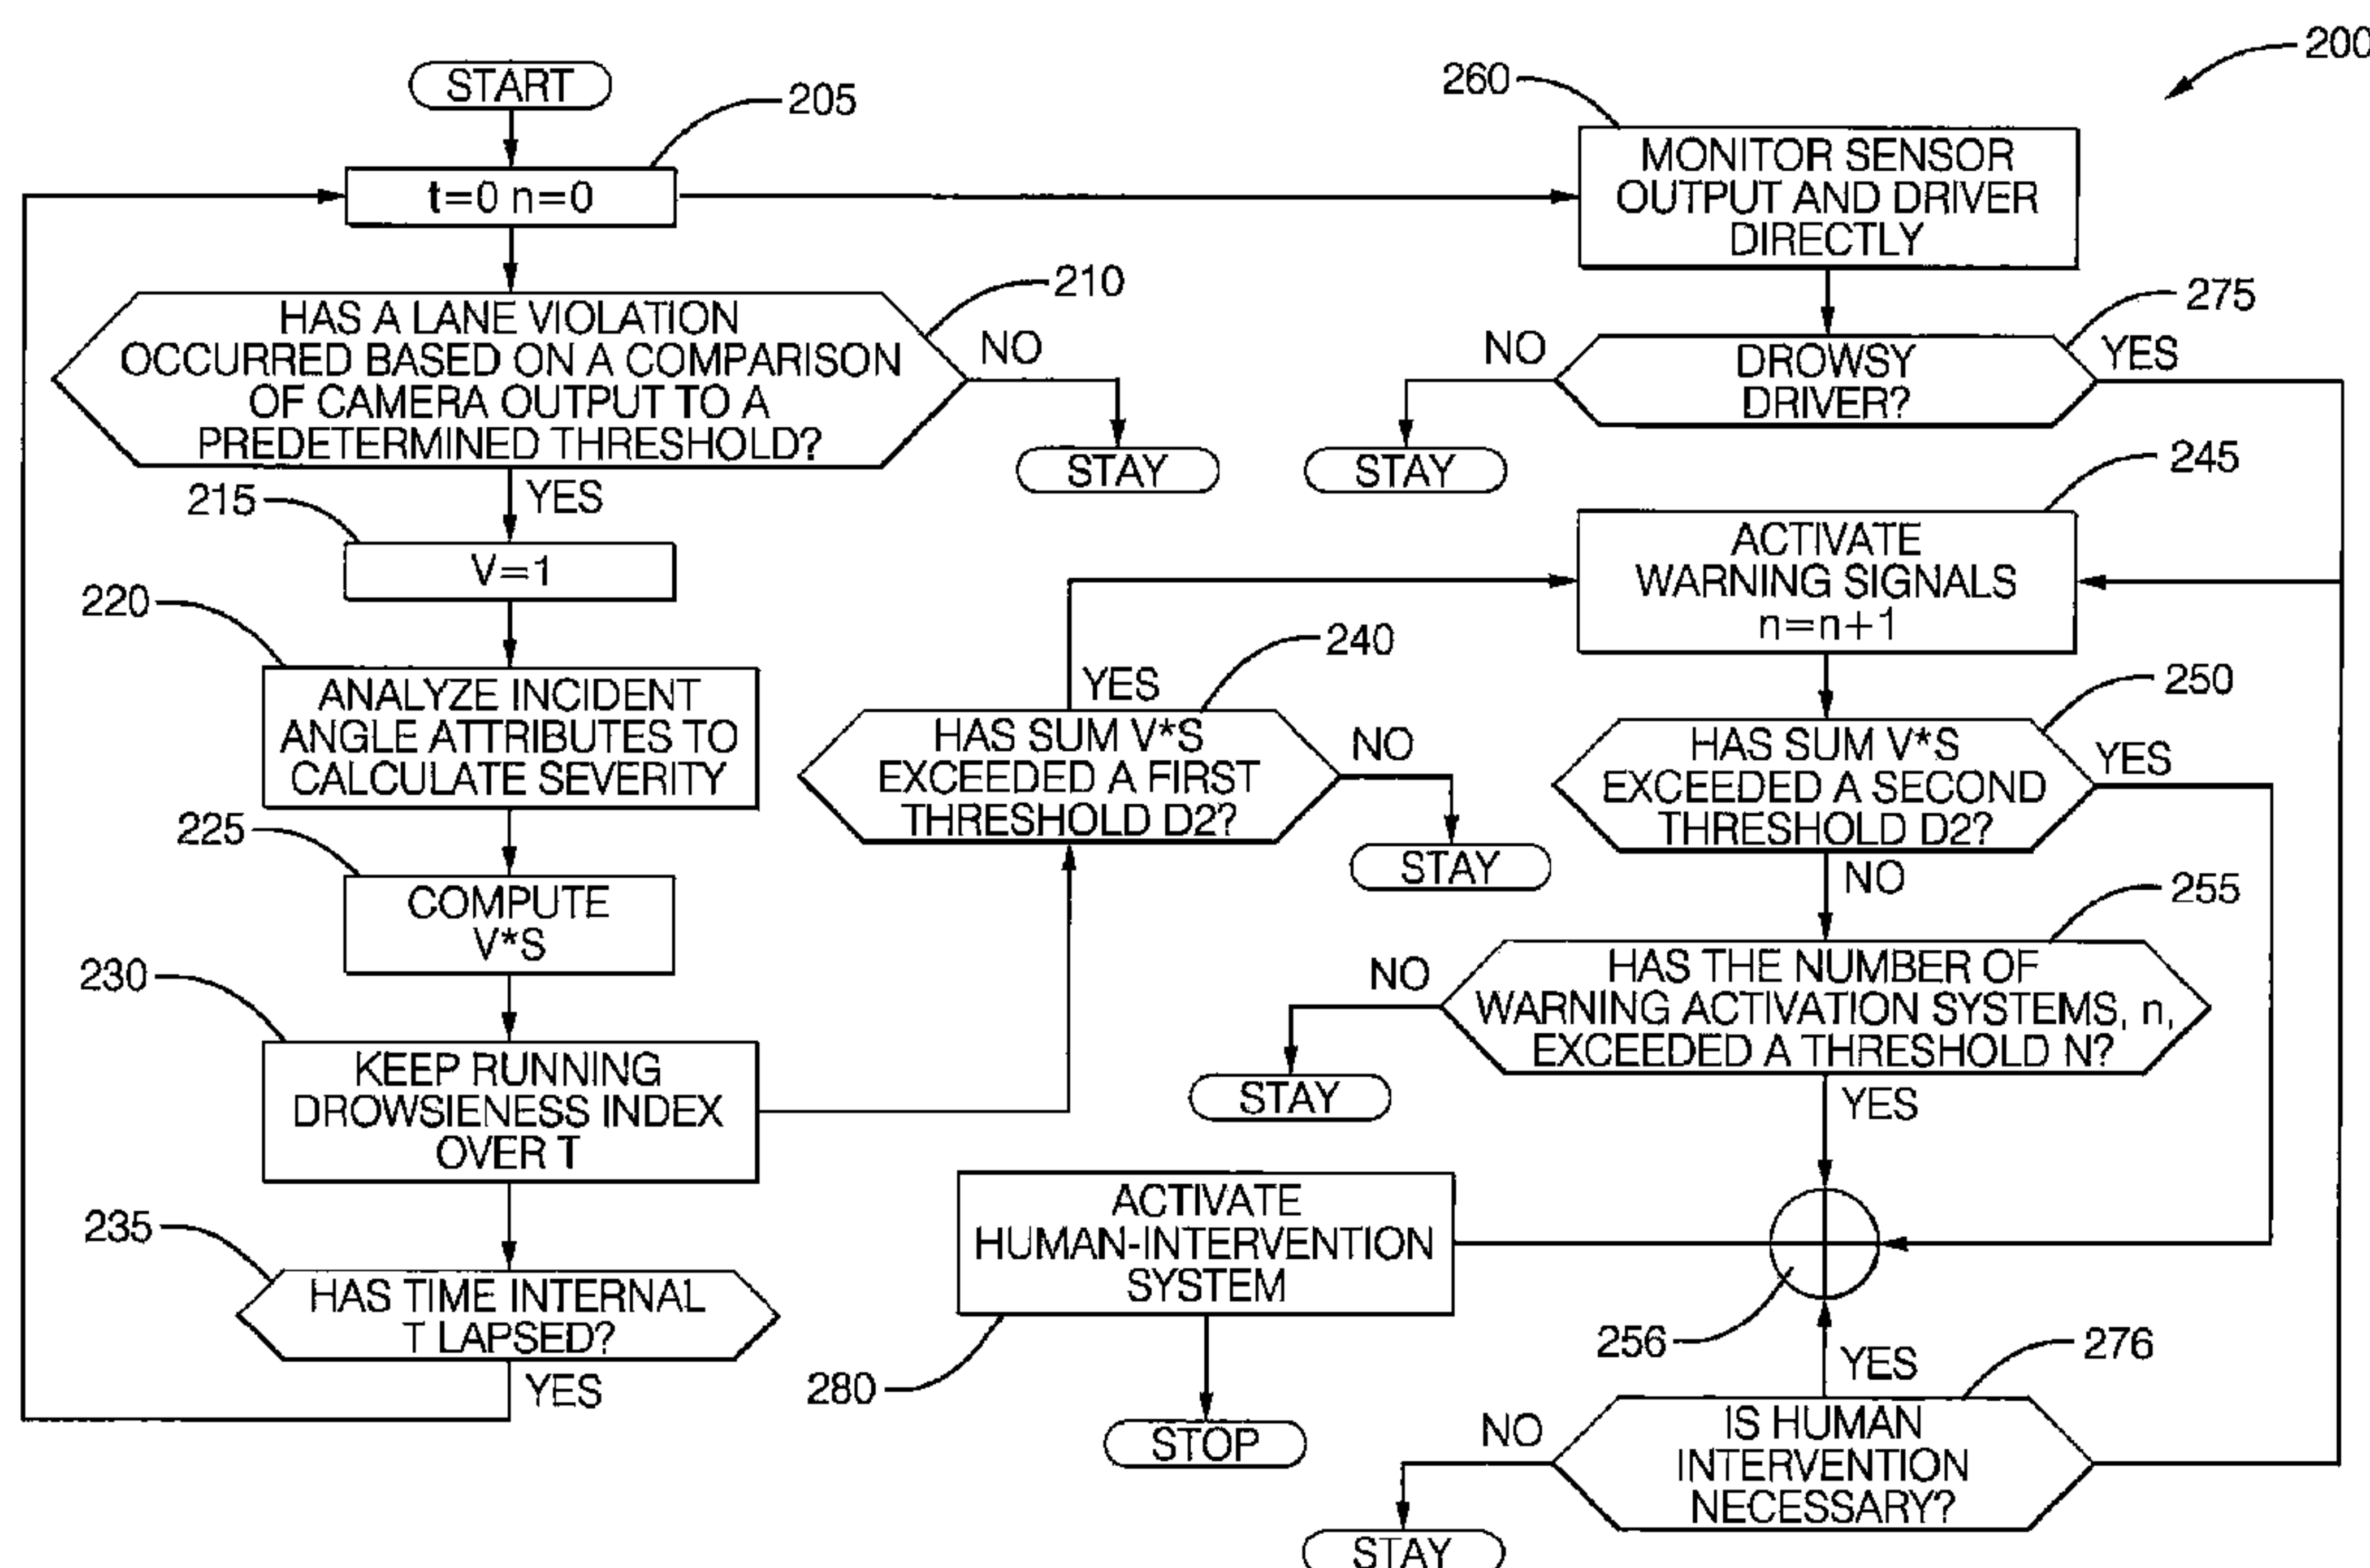 200
START
205
t=0 n=0
260
MONITOR SENSOR
OUTPUT AND DRIVER
DIRECTLY
210
HAS A LANE VIOLATION
OCCURRED BASED ON A COMPARISON
OF CAMERA OUTPUT TO A
PREDETERMINED THRESHOLD?
NO
STAY
YES
275
DROWSY
DRIVER?
NO
YES
STAY
215
V=1
245
ACTIVATE
WARNING SIGNALS
n=n+1
220
ANALYZE INCIDENT
ANGLE ATTRIBUTES TO
CALCULATE SEVERITY
240
YES
HAS SUM V*S
EXCEEDED A FIRST
THRESHOLD D2?
NO
STAY
250
HAS SUM V*S
EXCEEDED A SECOND
THRESHOLD D2?
YES
NO
225
COMPUTE
V*S
255
HAS THE NUMBER OF
WARNING ACTIVATION SYSTEMS, n,
EXCEEDED A THRESHOLD N?
NO
STAY
YES
230
KEEP RUNNING
DROWSIENESS INDEX
OVER T
235
HAS TIME INTERNAL
T LAPSED?
YES
ACTIVATE
HUMAN-INTERVENTION
SYSTEM
280
STOP
256
YES
276
IS HUMAN
INTERVENTION
NECESSARY?
NO
STAY